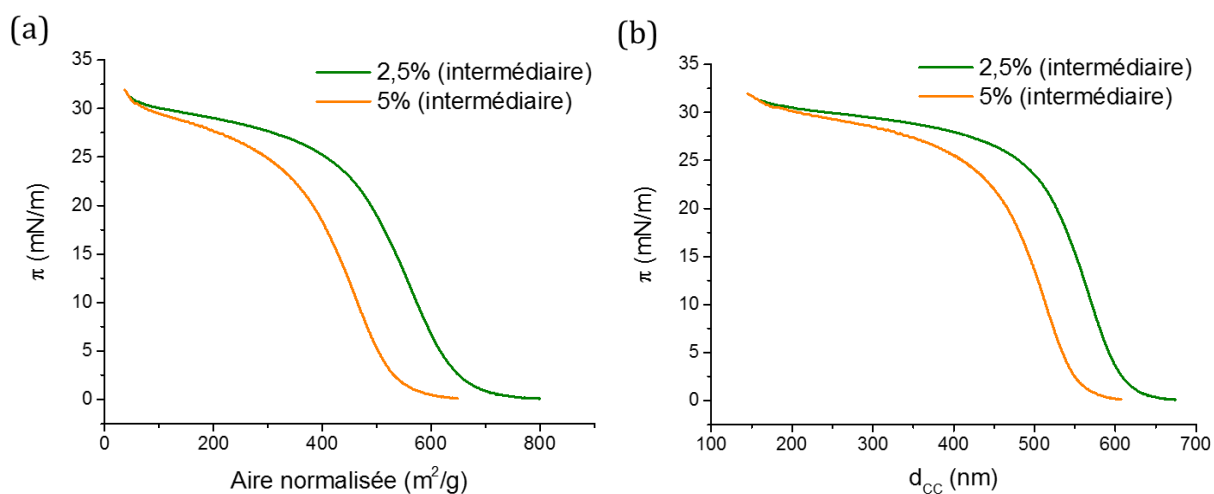 (a)
2,5% (intermédiaire)
5% (intermédiaire)
35
30
25
20
15
10
5
0
π (mN/m)
0 200 400 600 800
Aire normalisée (m²/g)
(b)
2,5% (intermédiaire)
5% (intermédiaire)
35
30
25
20
15
10
5
0
π (mN/m)
100 200 300 400 500 600 700
d_CC (nm)